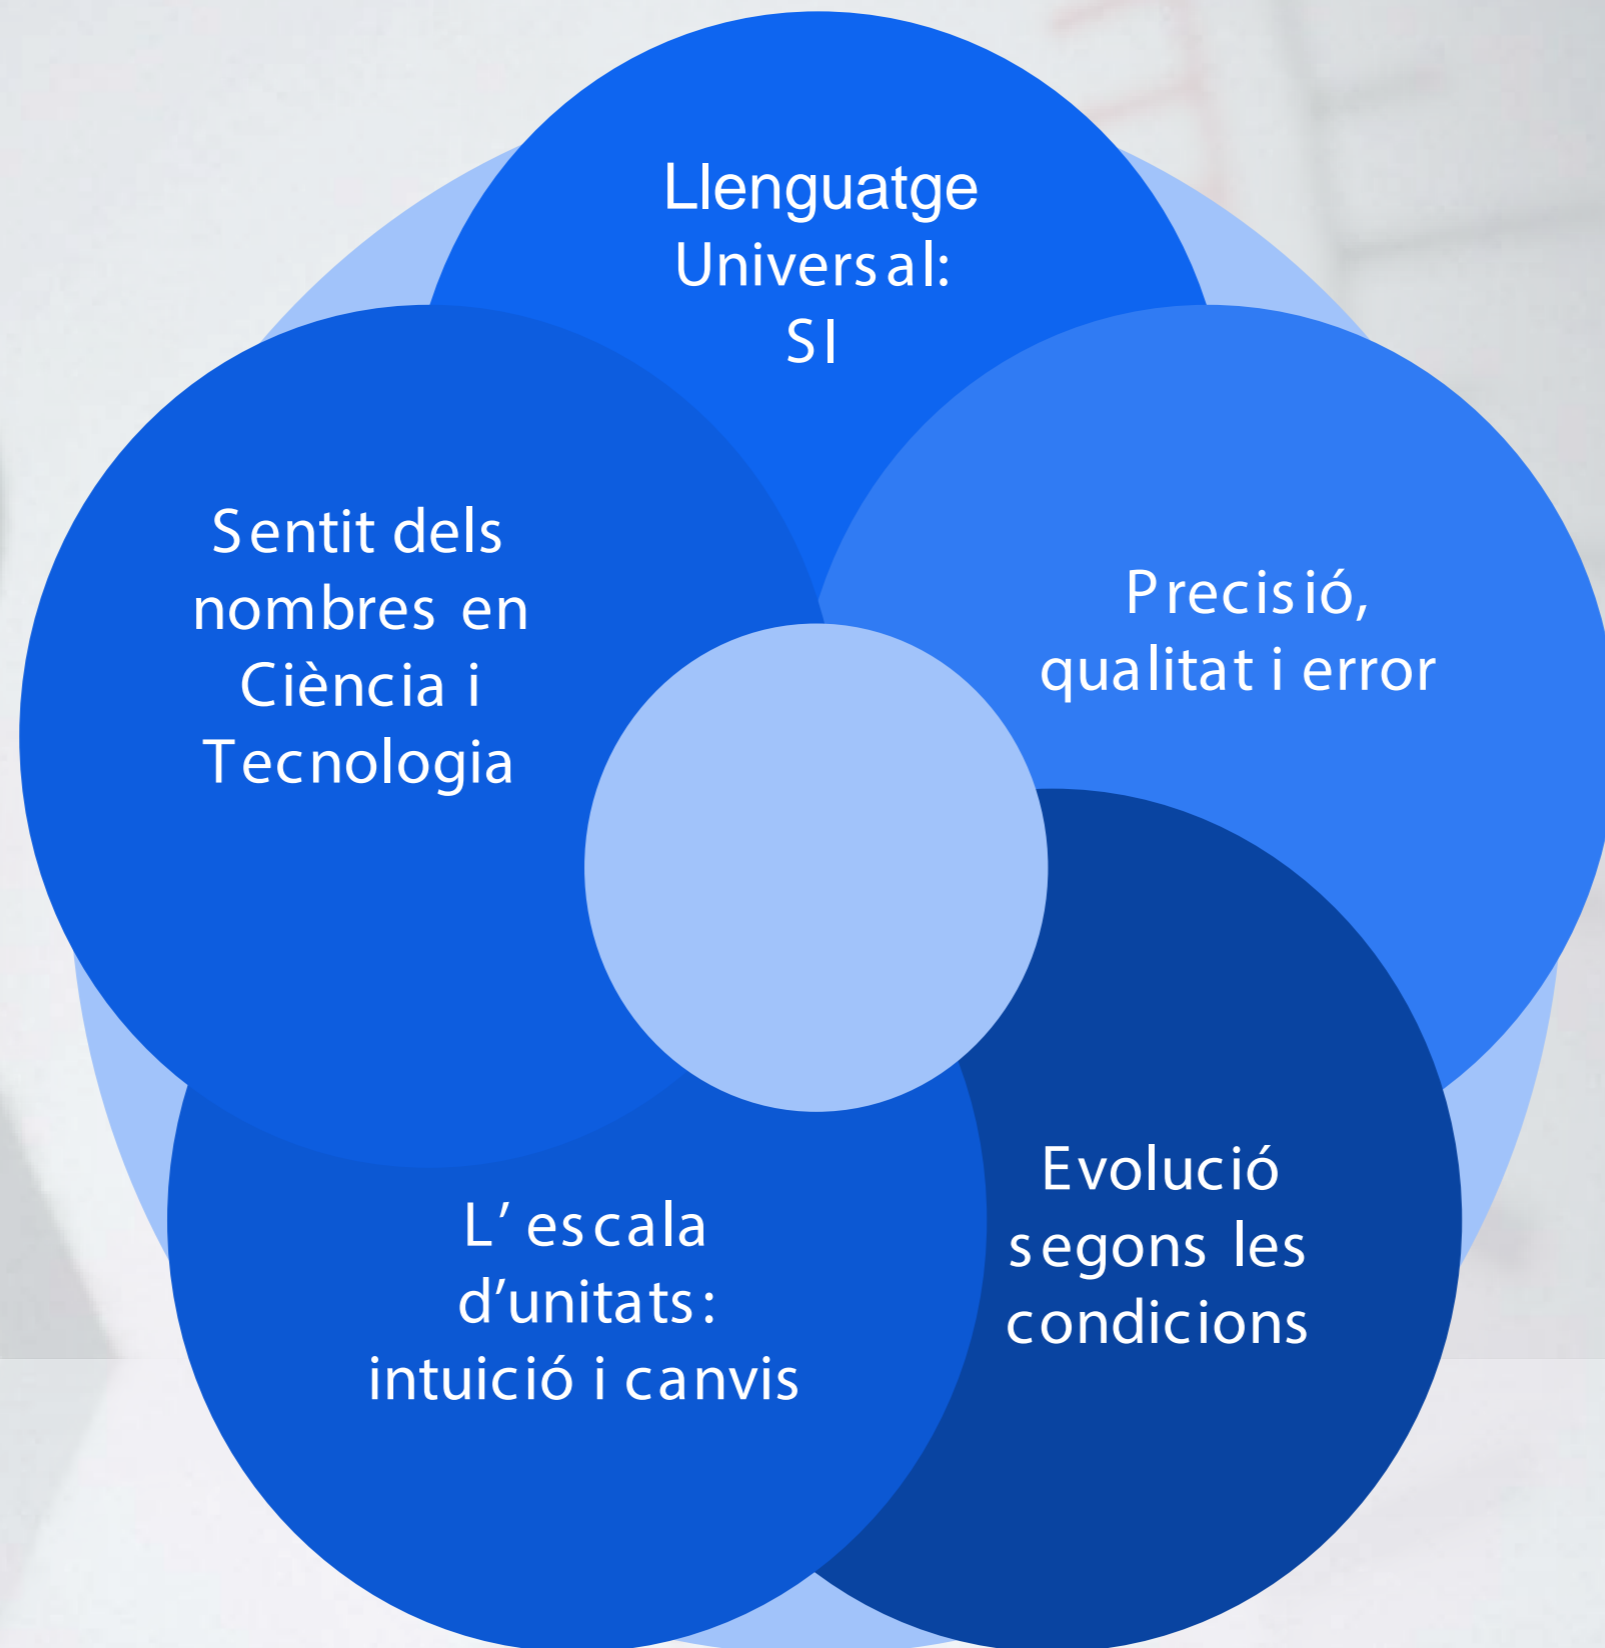 Llenguatge
Universal:
SI
Sentit dels
nombres en
Ciència i
Tecnologia
Precisió,
qualitat i error
L’ escala
d’unitats:
intuició i canvis
Evolució
segons les
condicions